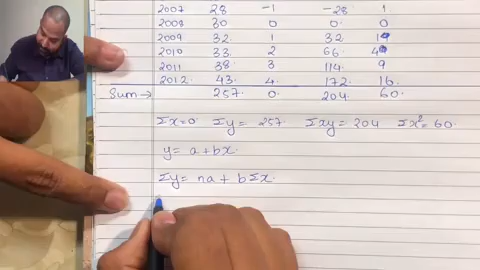 2007 28 -1 -28 1
2008 30 0 0 0
2009 32 1 32 1
2010 33 2 66 4
2011 38 3 114 9
2012 43 4 172 16
Sum→ 257 0 204 60
Σx=0 Σy= 257 Σxy= 204 Σx²= 60
y= a+bx
Σy= na + bΣx